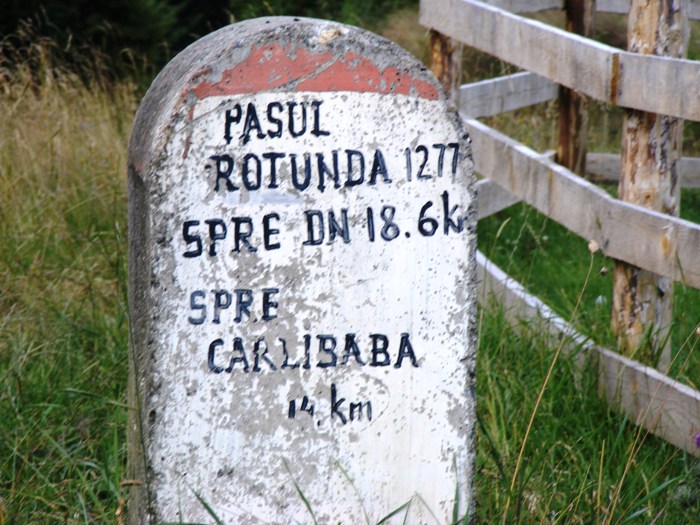 PASUL
ROTUNDA 1277
SPRE DN 18.6k
SPRE
CARLIBABA
14. km